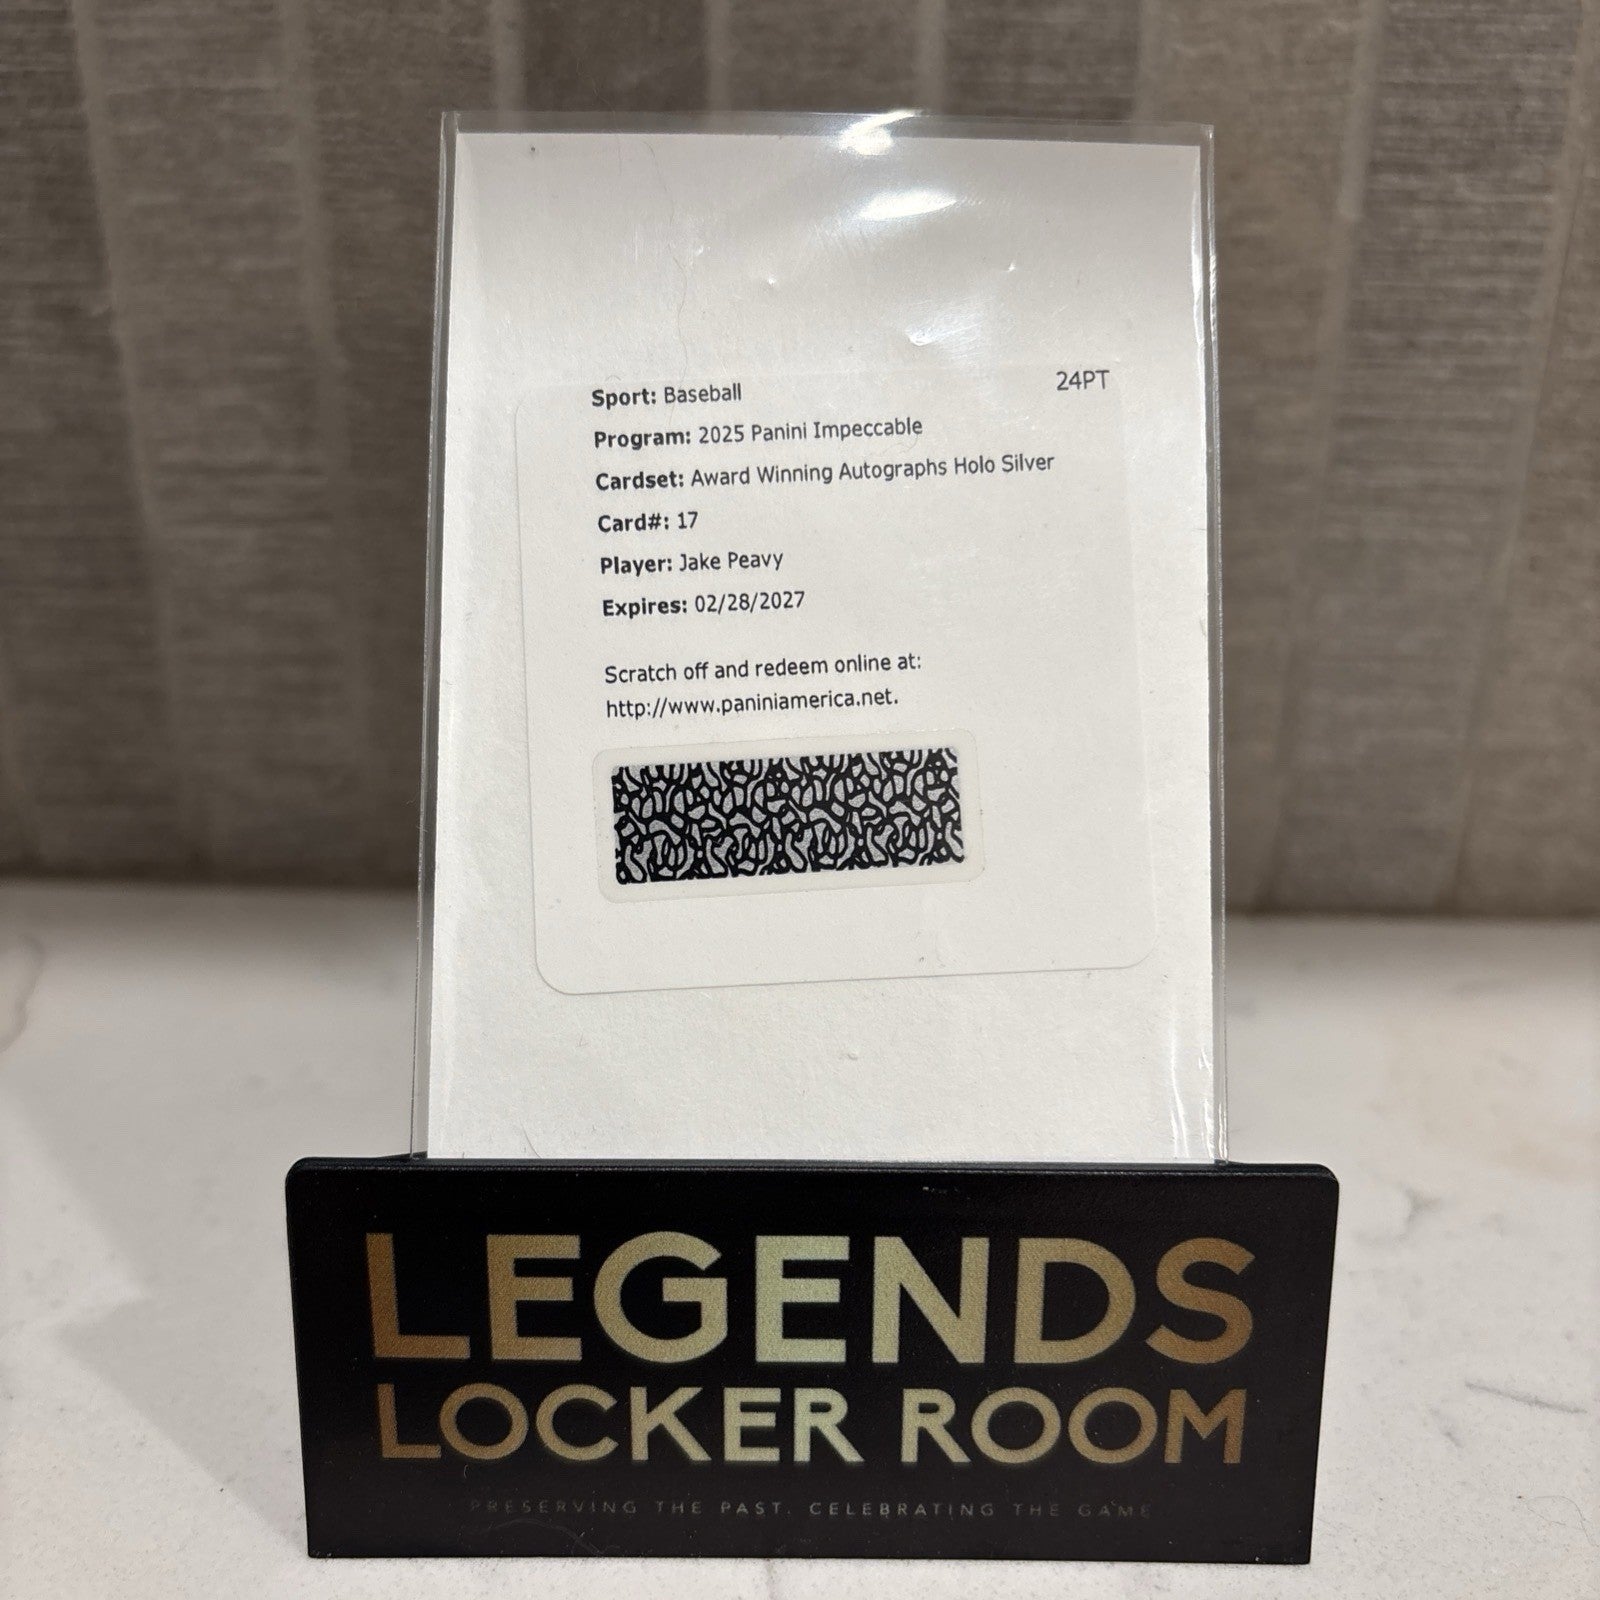 Sport: Baseball 24PT
Program: 2025 Panini Impeccable
Cardset: Award Winning Autographs Holo Silver
Card#: 17
Player: Jake Peavy
Expires: 02/28/2027
Scratch off and redeem online at:
http://www.paniniamerica.net.
LEGENDS
LOCKER ROOM
PRESERVING THE PAST. CELEBRATING THE GAME